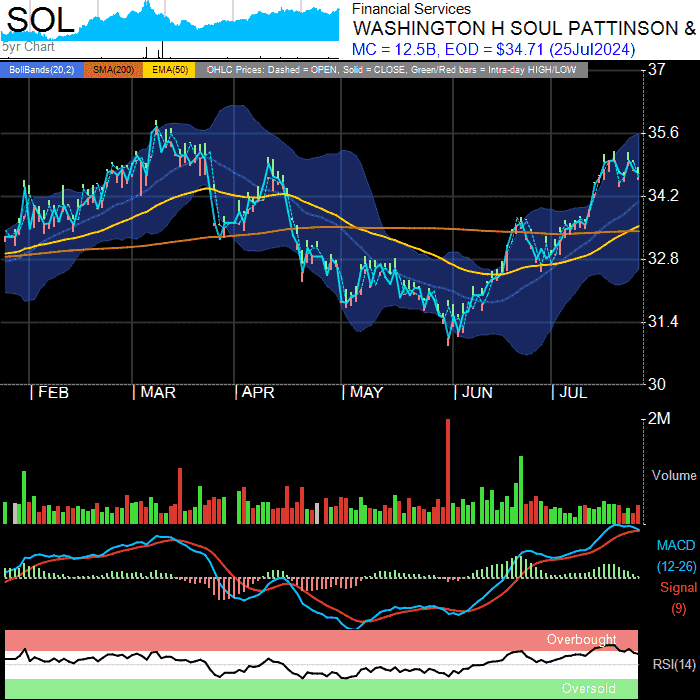 SOL
5yr Chart
Financial Services
WASHINGTON H SOUL PATTINSON &
MC = 12.5B, EOD = $34.71 (25Jul2024)
BollBands(20,2) SMA(200) EMA(50) OHLC Prices: Dashed = OPEN, Solid = CLOSE, Green/Red bars = Intra-day HIGH/LOW
37
35.6
34.2
32.8
31.4
30
| FEB | MAR | APR | MAY | JUN | JUL
2M
Volume
MACD
(12-26)
Signal
(9)
Overbought
RSI(14)
Oversold